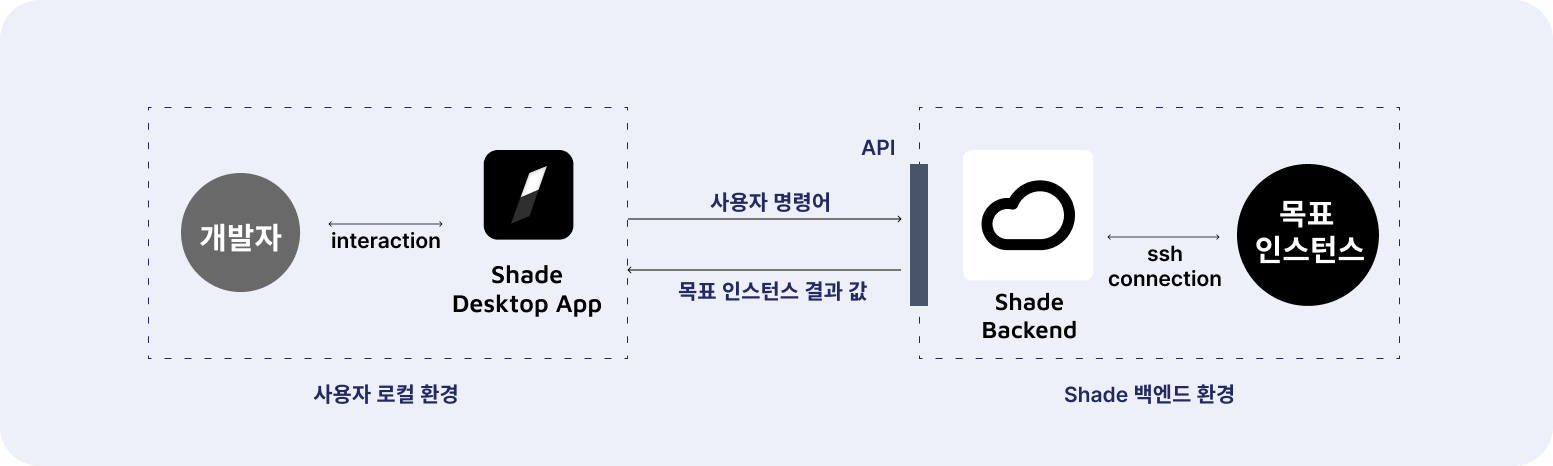 개발자
interaction
Shade
Desktop App
사용자 로컬 환경
사용자 명령어
목표 인스턴스 결과 값
API
Shade
Backend
ssh
connection
목표
인스턴스
Shade 백엔드 환경